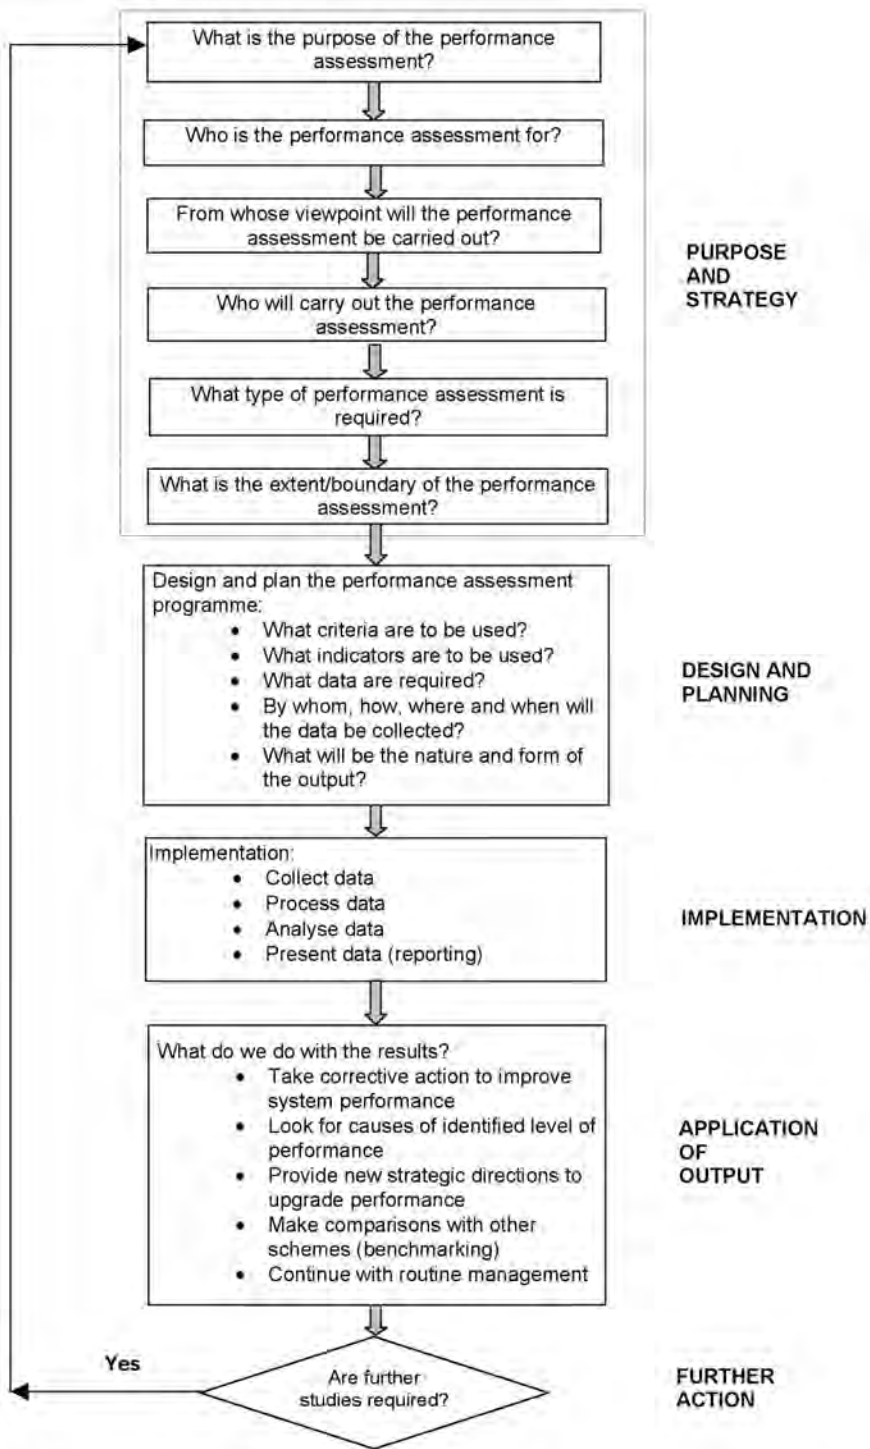 What is the purpose of the performance
assessment?
Who is the performance assessment for?
From whose viewpoint will the performance
assessment be carried out?
PURPOSE
AND
STRATEGY
Who will carry out the performance
assessment?
What type of performance assessment is
required?
What is the extent/boundary of the performance
assessment?
Design and plan the performance assessment
programme:
• What criteria are to be used?
• What indicators are to be used?
• What data are required?
• By whom, how, where and when will
the data be collected?
• What will be the nature and form of
the output?
DESIGN AND
PLANNING
Implementation:
• Collect data
• Process data
• Analyse data
• Present data (reporting)
IMPLEMENTATION
What do we do with the results?
• Take corrective action to improve
system performance
• Look for causes of identified level of
performance
• Provide new strategic directions to
upgrade performance
• Make comparisons with other
schemes (benchmarking)
• Continue with routine management
APPLICATION
OF
OUTPUT
Yes
Are further
studies required?
FURTHER
ACTION